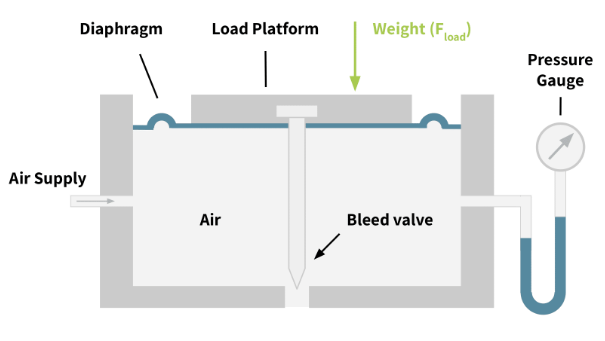 Diaphragm
Load Platform
Weight (Fload)
Pressure
Gauge
Air Supply
Air
Bleed valve